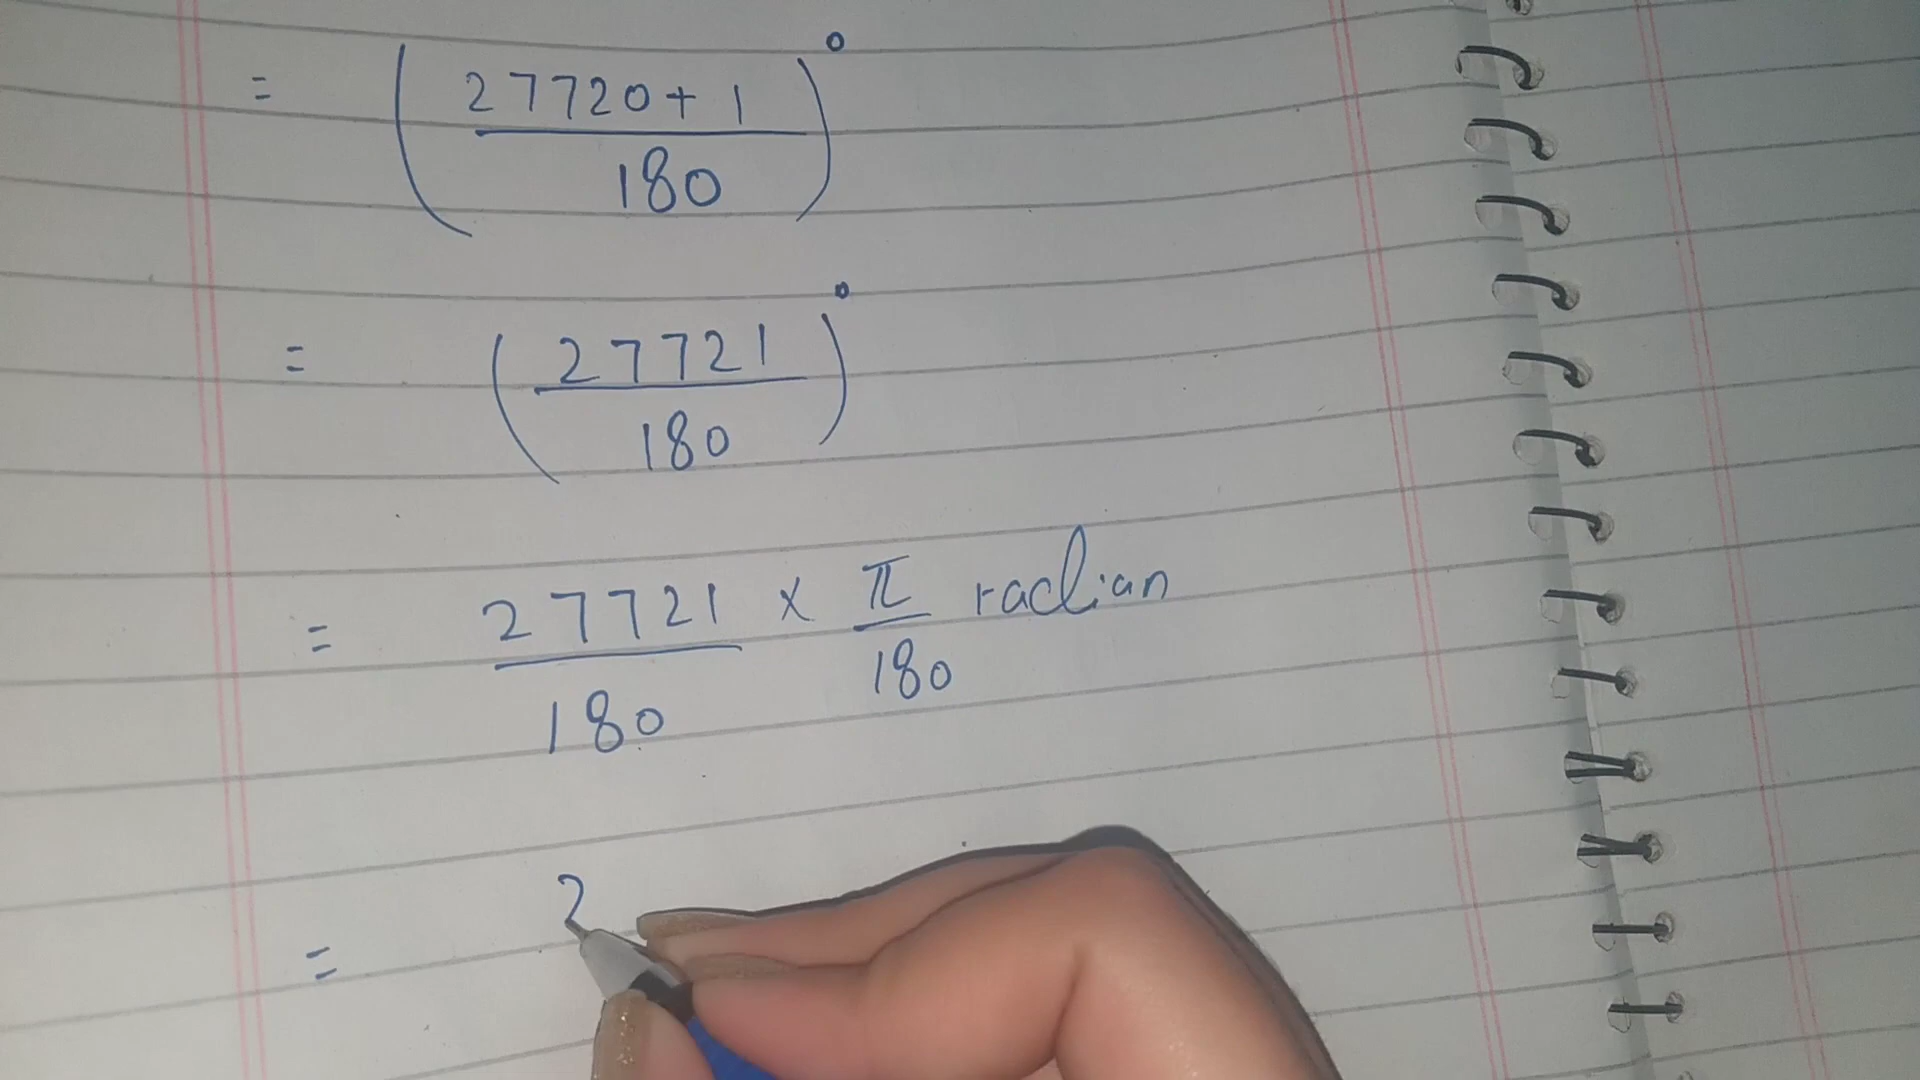 = ( 27720 + 1 / 180 )°
= ( 27721 / 180 )°
= 27721 / 180 × π / 180 radian
= 2